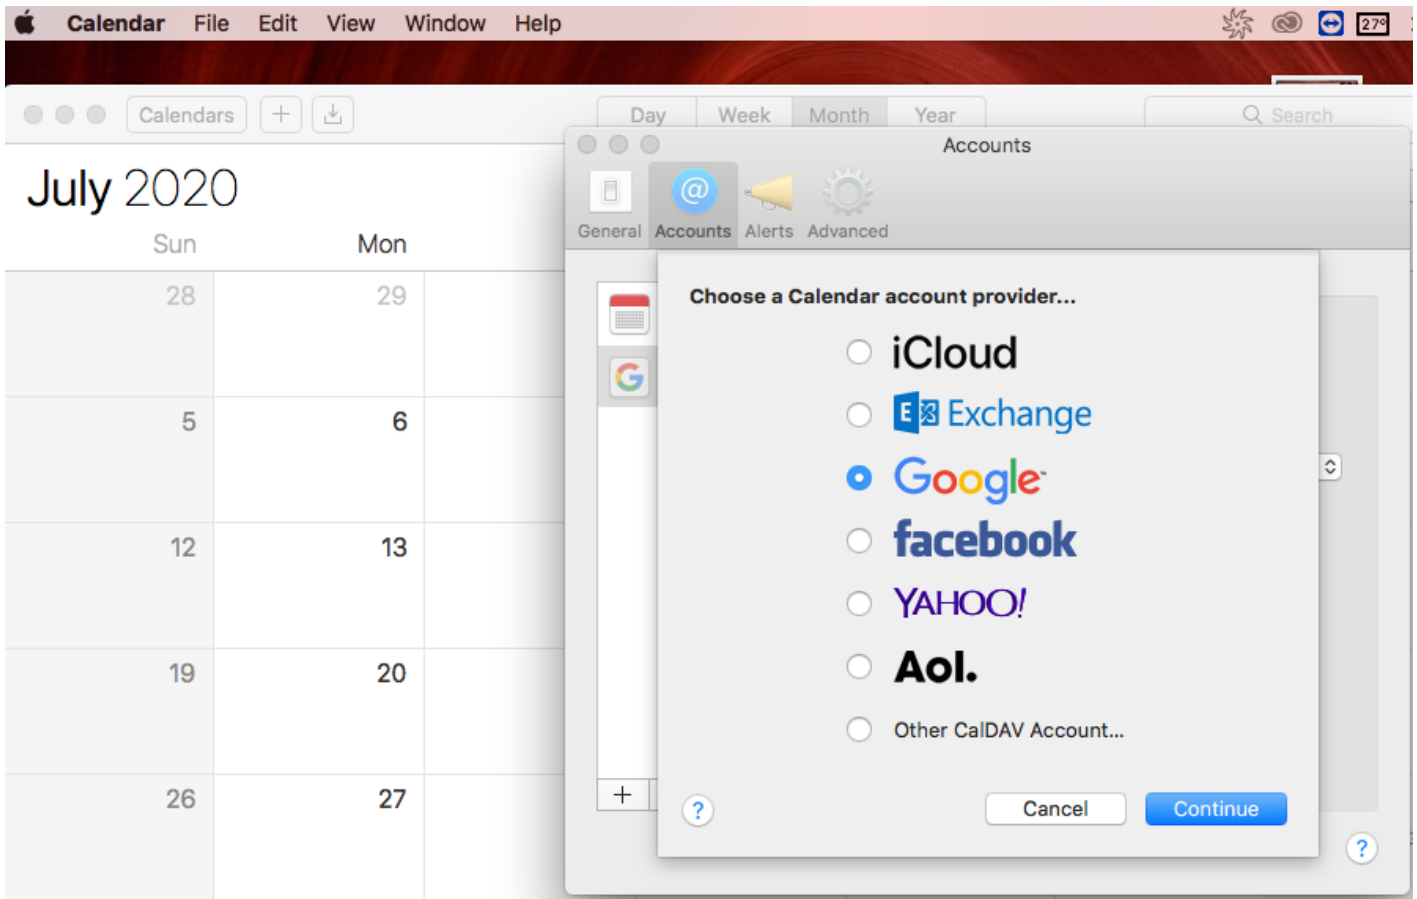 Calendar File Edit View Window Help 27°
Calendars + Day Week Month Year Search
Accounts
July 2020
General Accounts Alerts Advanced
Sun Mon
28 29
Choose a Calendar account provider...
iCloud
E Exchange
5 6
Google
12 13
facebook
YAHOO!
19 20
Aol.
Other CalDAV Account...
26 27
+ ? Cancel Continue
?